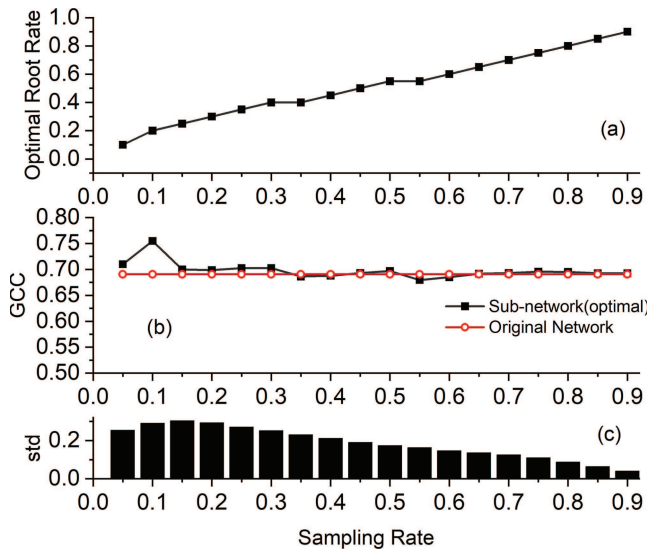 Optimal Root Rate
1.0
0.8
0.6
0.4
0.2
0.0
(a)
0.0 0.1 0.2 0.3 0.4 0.5 0.6 0.7 0.8 0.9
GCC
0.80
0.75
0.70
0.65
0.60
0.55
0.50
Sub-network(optimal)
Original Network
(b)
0.0 0.1 0.2 0.3 0.4 0.5 0.6 0.7 0.8 0.9
std
0.2
0.0
(c)
0.0 0.1 0.2 0.3 0.4 0.5 0.6 0.7 0.8 0.9
Sampling Rate